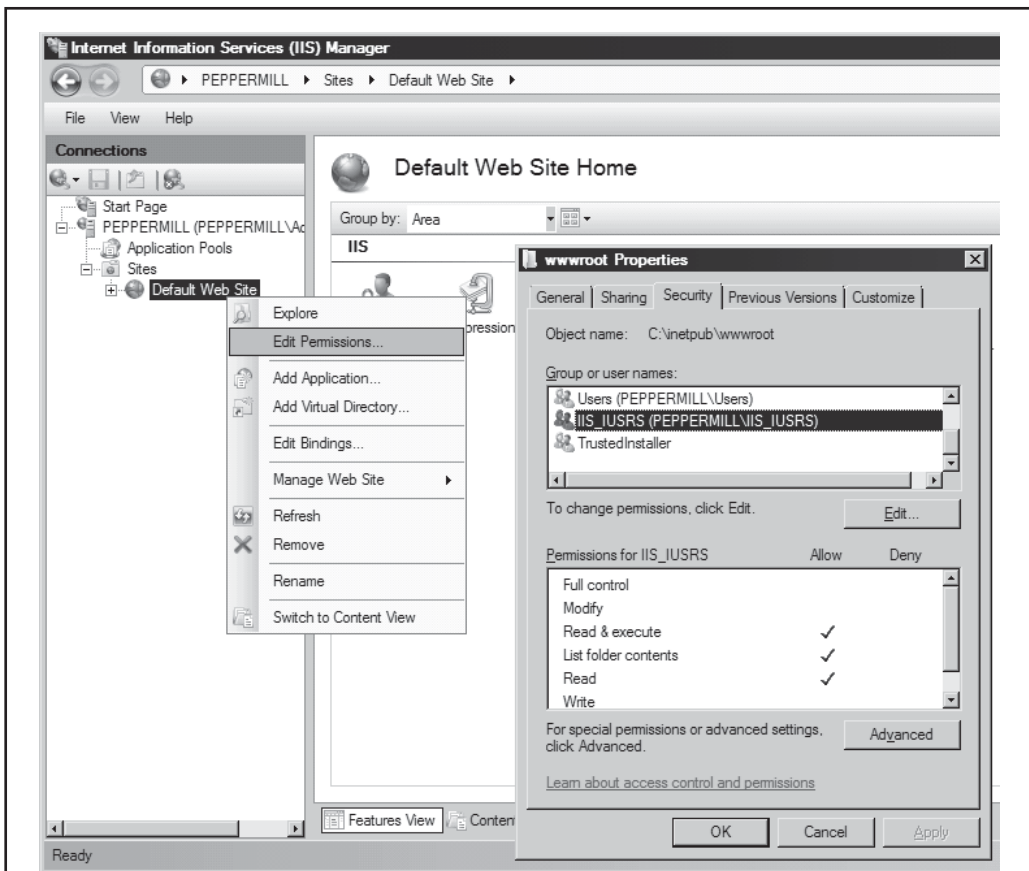 Internet Information Services (IIS) Manager
PEPPERMILL Sites Default Web Site
File View Help
Connections
Start Page
PEPPERMILL (PEPPERMILL\Ad
Application Pools
Sites
Default Web Site
Explore
Edit Permissions...
Add Application...
Add Virtual Directory...
Edit Bindings...
Manage Web Site
Refresh
Remove
Rename
Switch to Content View
Default Web Site Home
Group by: Area
IIS
pression
Features View Conten
Ready
wwwroot Properties
General Sharing Security Previous Versions Customize
Object name: C:\inetpub\wwwroot
Group or user names:
Users (PEPPERMILL\Users)
IIS_IUSRS (PEPPERMILL\IIS_IUSRS)
TrustedInstaller
To change permissions, click Edit.
Edit...
Permissions for IIS_IUSRS Allow Deny
Full control
Modify
Read & execute
List folder contents
Read
Write
For special permissions or advanced settings,
click Advanced.
Advanced
Learn about access control and permissions
OK Cancel Apply